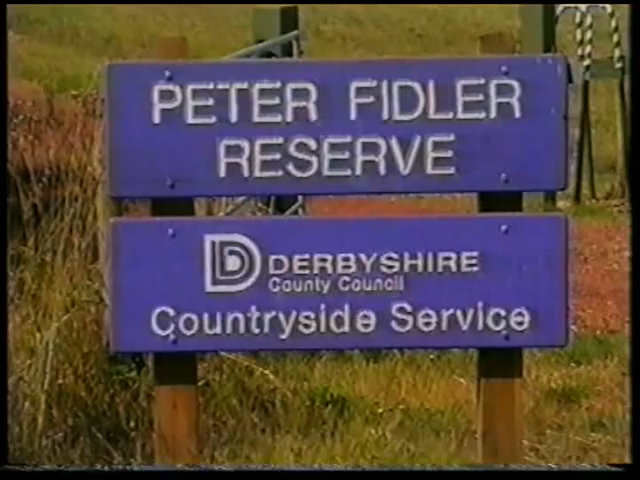 PETER FIDLER
RESERVE
DERBYSHIRE
County Council
Countryside Service